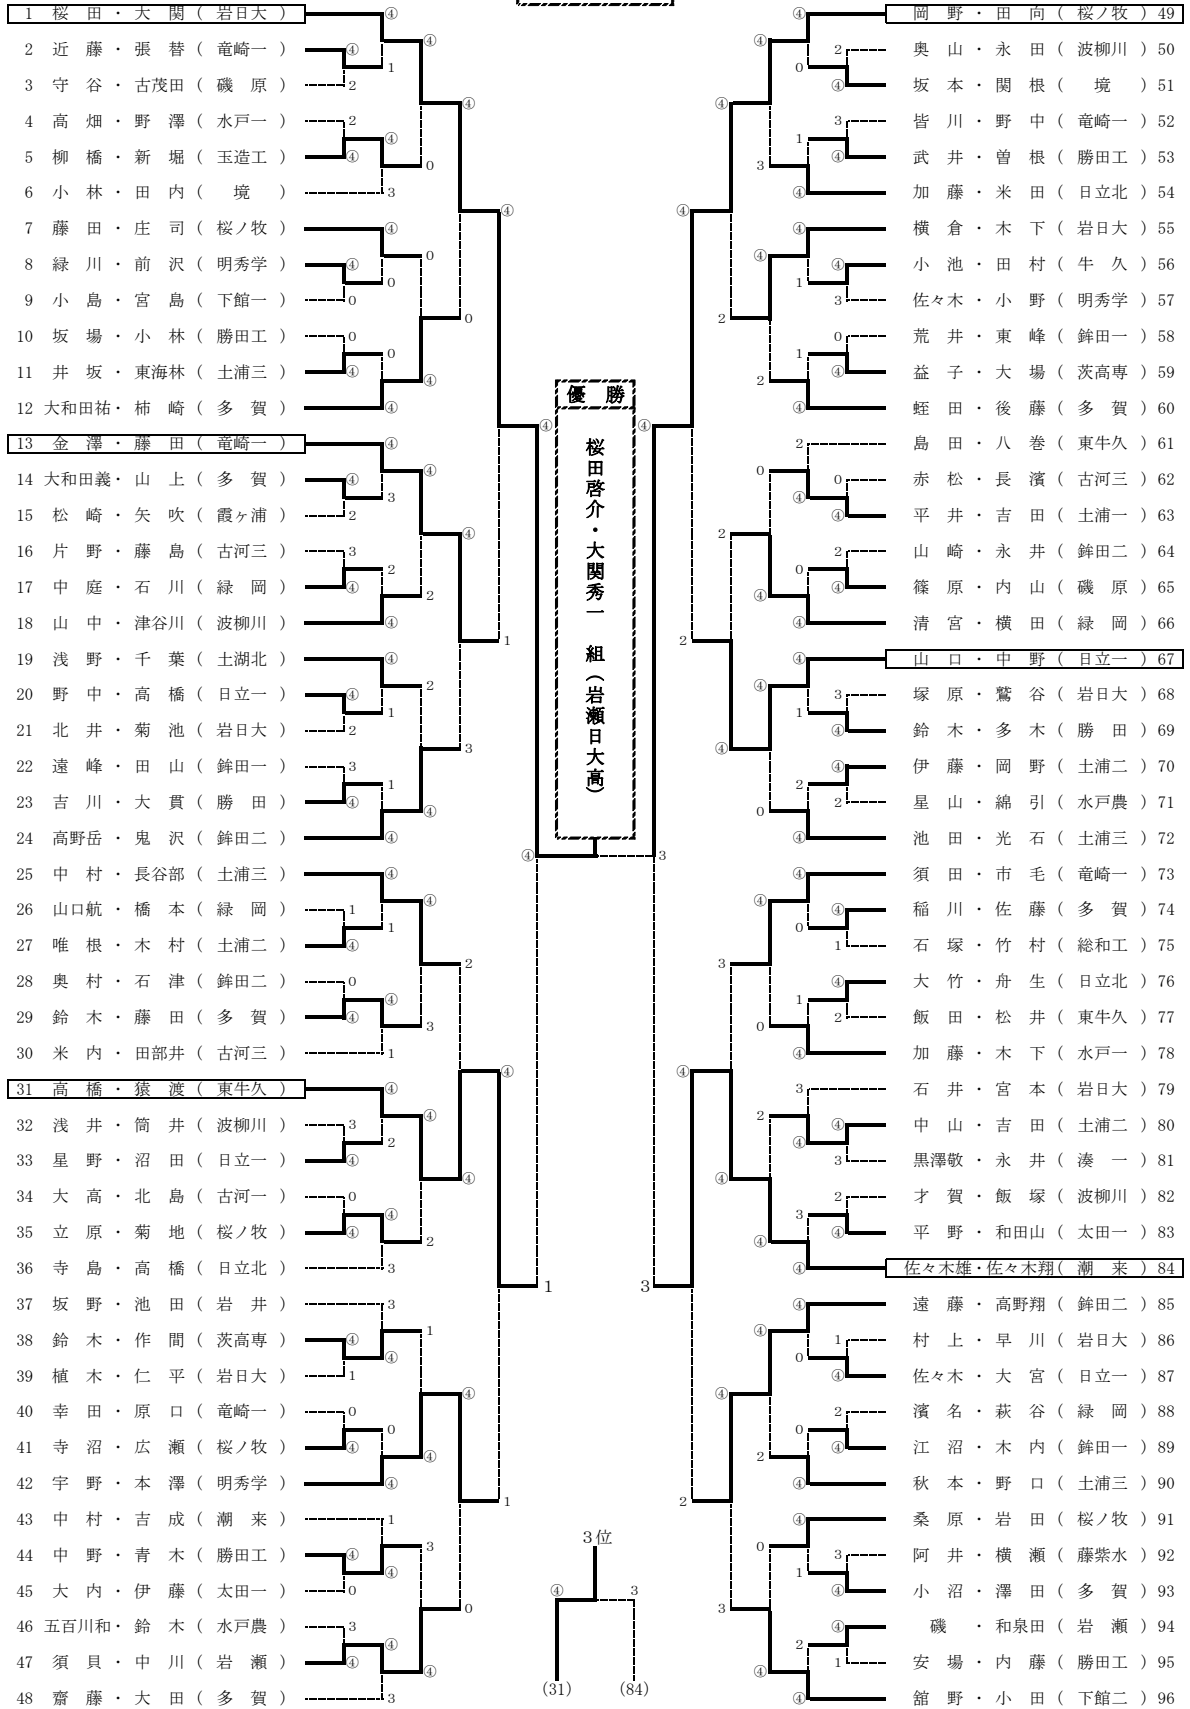 1 桜 田 ・ 大 関 ( 岩日大 )
2 近 藤 ・ 張 替 ( 竜崎一 )
3 守 谷 ・ 古茂田 ( 磯 原 )
4 高 畑 ・ 野 澤 ( 水戸一 )
5 柳 橋 ・ 新 堀 ( 玉造工 )
6 小 林 ・ 田 内 ( 境 )
7 藤 田 ・ 庄 司 ( 桜ノ牧 )
8 緑 川 ・ 前 沢 ( 明秀学 )
9 小 島 ・ 宮 島 ( 下館一 )
10 坂 場 ・ 小 林 ( 勝田工 )
11 井 坂 ・ 東海林 ( 土浦三 )
12 大和田祐・ 柿 崎 ( 多 賀 )
13 金 澤 ・ 藤 田 ( 竜崎一 )
14 大和田義・ 山 上 ( 多 賀 )
15 松 崎 ・ 矢 吹 ( 霞ヶ浦 )
16 片 野 ・ 藤 島 ( 古河三 )
17 中 庭 ・ 石 川 ( 緑 岡 )
18 山 中 ・ 津谷川 ( 波柳川 )
19 浅 野 ・ 千 葉 ( 土湖北 )
20 野 中 ・ 高 橋 ( 日立一 )
21 北 井 ・ 菊 池 ( 岩日大 )
22 遠 峰 ・ 田 山 ( 鉾田一 )
23 吉 川 ・ 大 貫 ( 勝 田 )
24 高野岳 ・ 鬼 沢 ( 鉾田二 )
25 中 村 ・ 長谷部 ( 土浦三 )
26 山口航 ・ 橋 本 ( 緑 岡 )
27 唯 根 ・ 木 村 ( 土浦二 )
28 奥 村 ・ 石 津 ( 鉾田二 )
29 鈴 木 ・ 藤 田 ( 多 賀 )
30 米 内 ・ 田部井 ( 古河三 )
31 高 橋 ・ 猿 渡 ( 東牛久 )
32 浅 井 ・ 筒 井 ( 波柳川 )
33 星 野 ・ 沼 田 ( 日立一 )
34 大 高 ・ 北 島 ( 古河一 )
35 立 原 ・ 菊 地 ( 桜ノ牧 )
36 寺 島 ・ 高 橋 ( 日立北 )
37 坂 野 ・ 池 田 ( 岩 井 )
38 鈴 木 ・ 作 間 ( 茨高専 )
39 植 木 ・ 仁 平 ( 岩日大 )
40 幸 田 ・ 原 口 ( 竜崎一 )
41 寺 沼 ・ 広 瀬 ( 桜ノ牧 )
42 宇 野 ・ 本 澤 ( 明秀学 )
43 中 村 ・ 吉 成 ( 潮 来 )
44 中 野 ・ 青 木 ( 勝田工 )
45 大 内 ・ 伊 藤 ( 太田一 )
46 五百川和・ 鈴 木 ( 水戸農 )
47 須 貝 ・ 中 川 ( 岩 瀬 )
48 齋 藤 ・ 大 田 ( 多 賀 )
優 勝
桜田啓介・大関秀一 組(岩瀬日大高)
④ 3
3位
④ 3
(31) (84)
岡 野 ・ 田 向 ( 桜ノ牧 ) 49
奥 山 ・ 永 田 ( 波柳川 ) 50
坂 本 ・ 関 根 ( 境 ) 51
皆 川 ・ 野 中 ( 竜崎一 ) 52
武 井 ・ 曽 根 ( 勝田工 ) 53
加 藤 ・ 米 田 ( 日立北 ) 54
横 倉 ・ 木 下 ( 岩日大 ) 55
小 池 ・ 田 村 ( 牛 久 ) 56
佐々木 ・ 小 野 ( 明秀学 ) 57
荒 井 ・ 東 峰 ( 鉾田一 ) 58
益 子 ・ 大 場 ( 茨高専 ) 59
蛭 田 ・ 後 藤 ( 多 賀 ) 60
島 田 ・ 八 巻 ( 東牛久 ) 61
赤 松 ・ 長 濱 ( 古河三 ) 62
平 井 ・ 吉 田 ( 土浦一 ) 63
山 崎 ・ 永 井 ( 鉾田二 ) 64
篠 原 ・ 内 山 ( 磯 原 ) 65
清 宮 ・ 横 田 ( 緑 岡 ) 66
山 口 ・ 中 野 ( 日立一 ) 67
塚 原 ・ 鷲 谷 ( 岩日大 ) 68
鈴 木 ・ 多 木 ( 勝 田 ) 69
伊 藤 ・ 岡 野 ( 土浦二 ) 70
星 山 ・ 綿 引 ( 水戸農 ) 71
池 田 ・ 光 石 ( 土浦三 ) 72
須 田 ・ 市 毛 ( 竜崎一 ) 73
稲 川 ・ 佐 藤 ( 多 賀 ) 74
石 塚 ・ 竹 村 ( 総和工 ) 75
大 竹 ・ 舟 生 ( 日立北 ) 76
飯 田 ・ 松 井 ( 東牛久 ) 77
加 藤 ・ 木 下 ( 水戸一 ) 78
石 井 ・ 宮 本 ( 岩日大 ) 79
中 山 ・ 吉 田 ( 土浦二 ) 80
黒澤敬 ・ 永 井 ( 湊 一 ) 81
才 賀 ・ 飯 塚 ( 波柳川 ) 82
平 野 ・ 和田山 ( 太田一 ) 83
佐々木雄・佐々木翔( 潮 来 ) 84
遠 藤 ・ 高野翔 ( 鉾田二 ) 85
村 上 ・ 早 川 ( 岩日大 ) 86
佐々木 ・ 大 宮 ( 日立一 ) 87
濱 名 ・ 萩 谷 ( 緑 岡 ) 88
江 沼 ・ 木 内 ( 鉾田一 ) 89
秋 本 ・ 野 口 ( 土浦三 ) 90
桑 原 ・ 岩 田 ( 桜ノ牧 ) 91
阿 井 ・ 横 瀬 ( 藤紫水 ) 92
小 沼 ・ 澤 田 ( 多 賀 ) 93
磯 ・ 和泉田 ( 岩 瀬 ) 94
安 場 ・ 内 藤 ( 勝田工 ) 95
舘 野 ・ 小 田 ( 下館二 ) 96